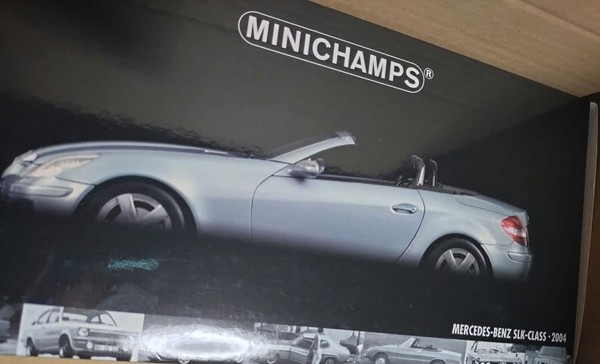 MINICHAMPS®
MERCEDES-BENZ SLK-CLASS · 2004